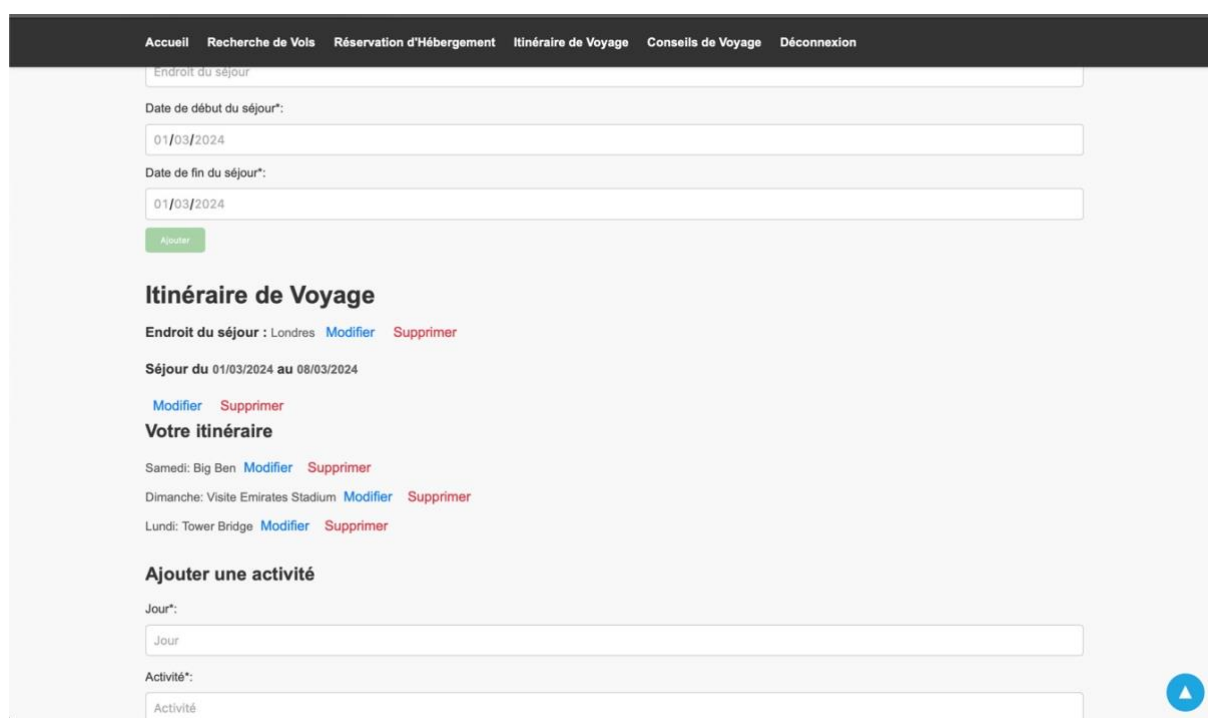 Accueil Recherche de Vols Réservation d'Hébergement Itinéraire de Voyage Conseils de Voyage Déconnexion
Endroit du séjour
Date de début du séjour*:
01/03/2024
Date de fin du séjour*:
01/03/2024
Ajouter
Itinéraire de Voyage
Endroit du séjour : Londres Modifier Supprimer
Séjour du 01/03/2024 au 08/03/2024
Modifier Supprimer
Votre itinéraire
Samedi: Big Ben Modifier Supprimer
Dimanche: Visite Emirates Stadium Modifier Supprimer
Lundi: Tower Bridge Modifier Supprimer
Ajouter une activité
Jour*:
Jour
Activité*:
Activité